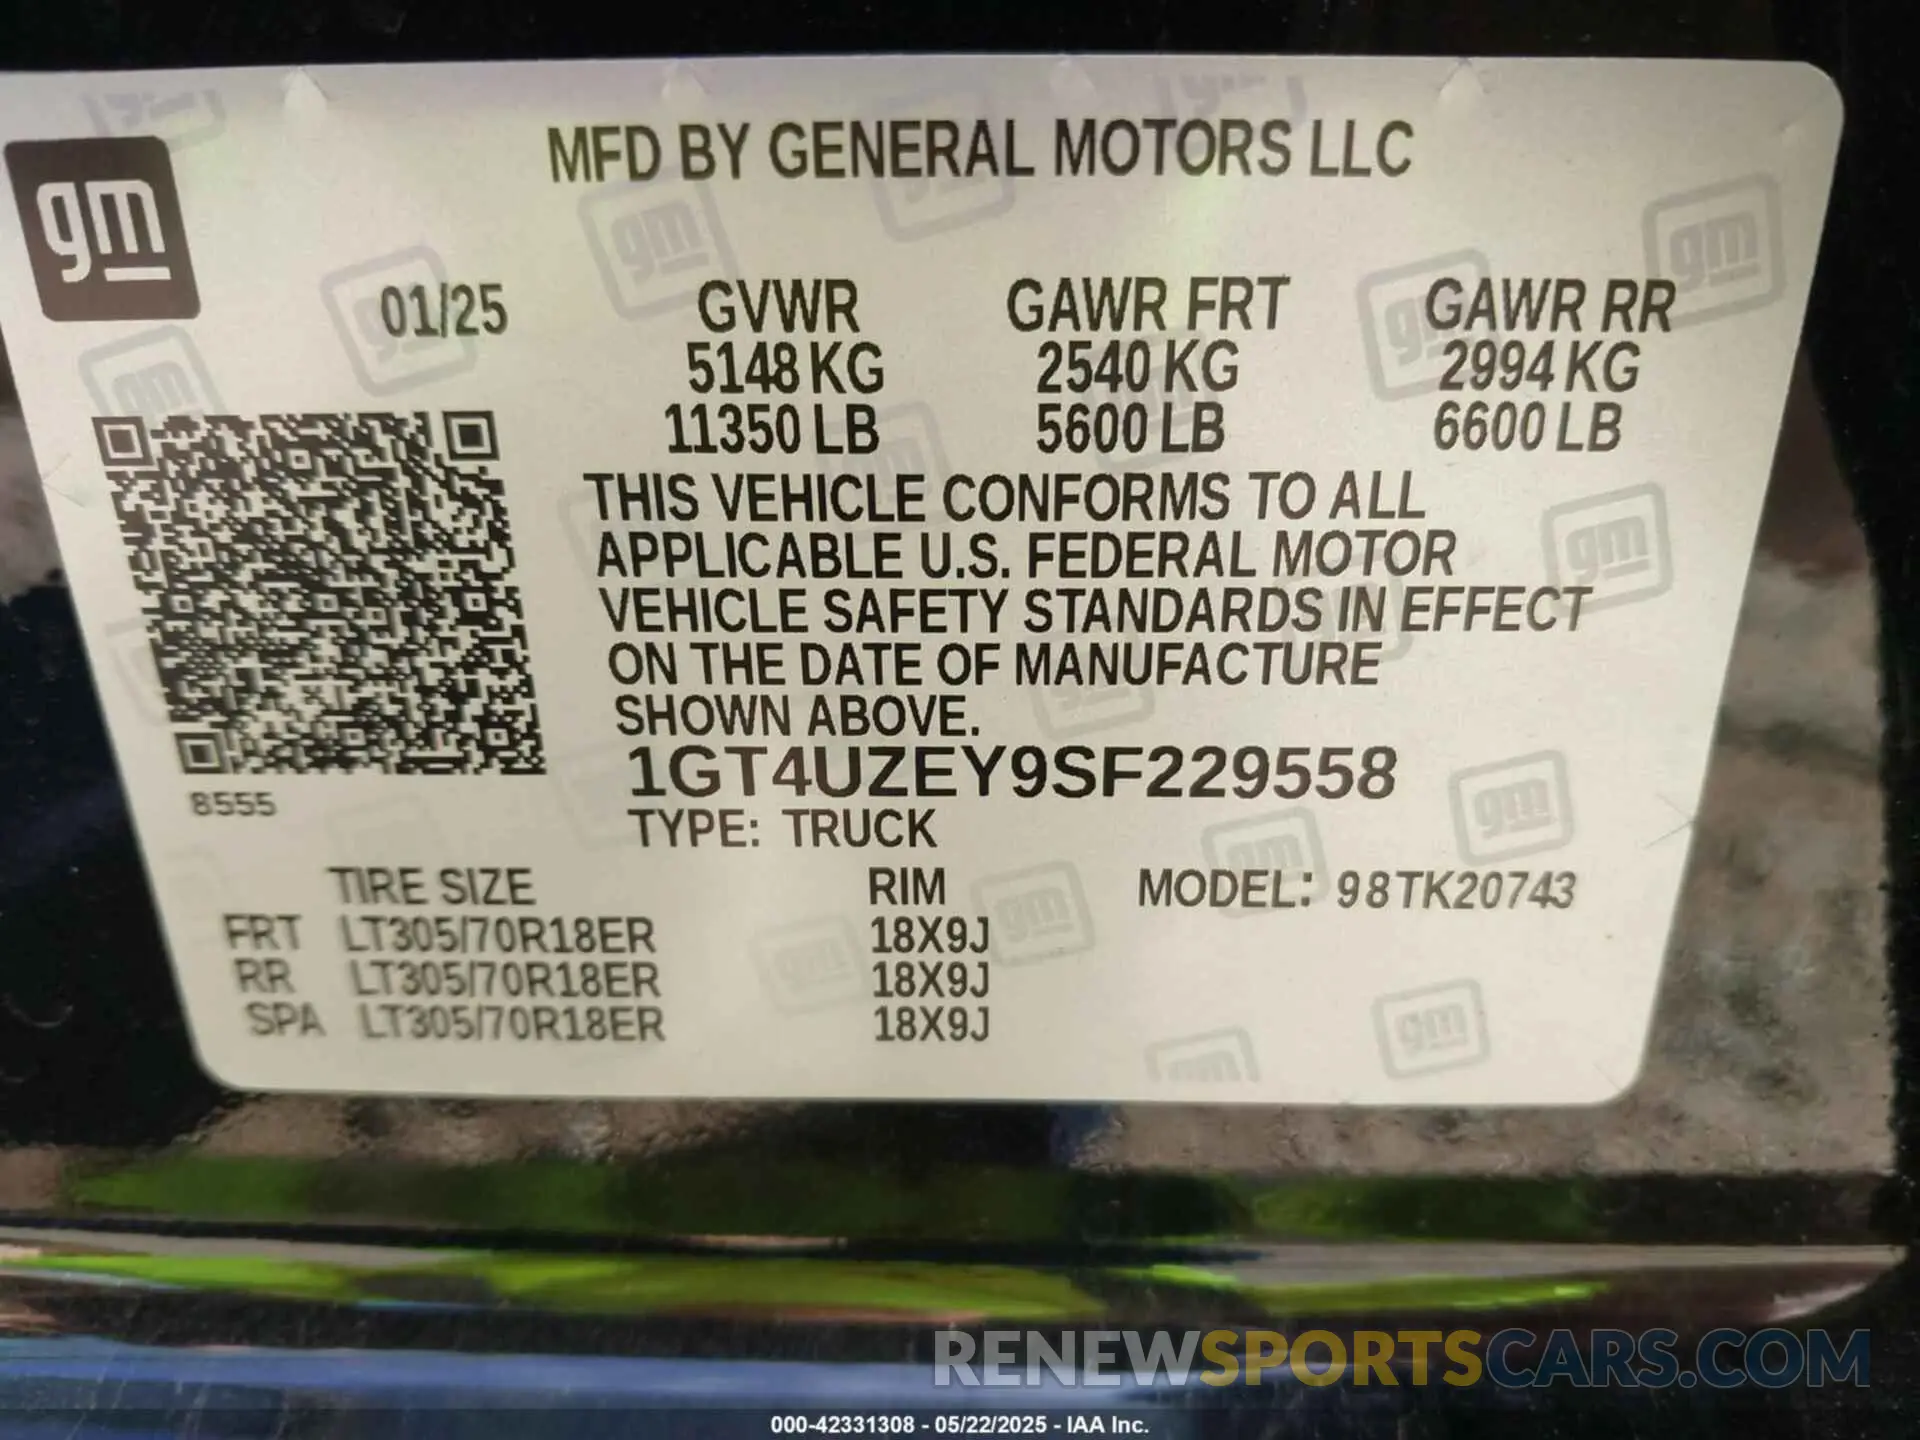 MFD BY GENERAL MOTORS LLC
gm
01/25
GVWR GAWR FRT GAWR RR
5148 KG 2540 KG 2994 KG
11350 LB 5600 LB 6600 LB
THIS VEHICLE CONFORMS TO ALL
APPLICABLE U.S. FEDERAL MOTOR
VEHICLE SAFETY STANDARDS IN EFFECT
ON THE DATE OF MANUFACTURE
SHOWN ABOVE.
1GT4UZEY9SF229558
8555
TYPE: TRUCK
TIRE SIZE RIM MODEL: 98TK20743
FRT LT305/70R18ER 18X9J
RR LT305/70R18ER 18X9J
SPA LT305/70R18ER 18X9J
RENEWSPORTSCARS.COM
000-42331308 - 05/22/2025 - IAA Inc.